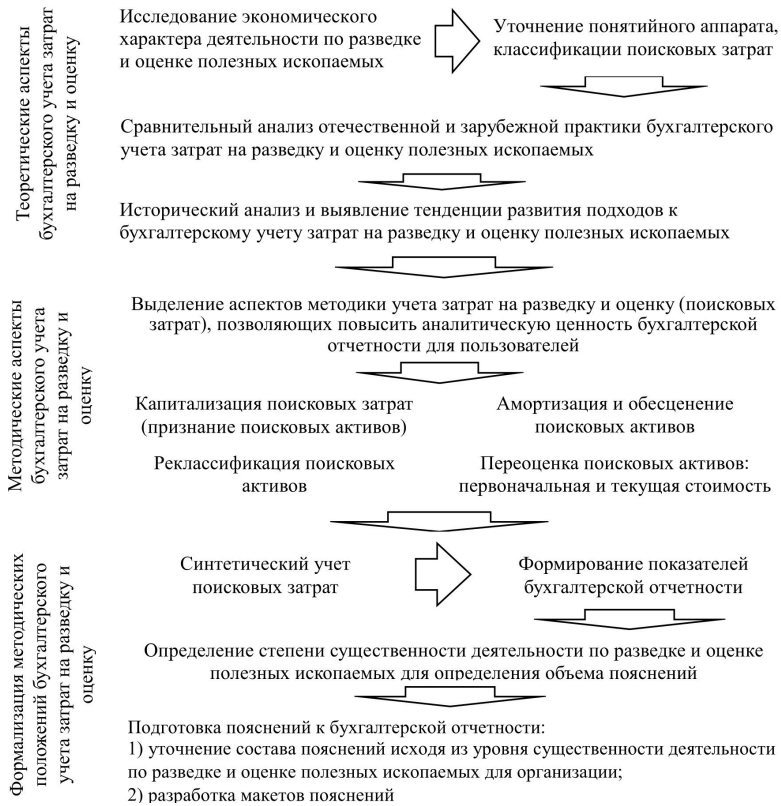 Теоретические аспекты
бухгалтерского учета затрат
на разведку и оценку
Исследование экономического
характера деятельности по разведке
и оценке полезных ископаемых
Уточнение понятийного аппарата,
классификации поисковых затрат
Сравнительный анализ отечественной и зарубежной практики бухгалтерского
учета затрат на разведку и оценку полезных ископаемых
Исторический анализ и выявление тенденции развития подходов к
бухгалтерскому учету затрат на разведку и оценку полезных ископаемых
Методические аспекты
бухгалтерского учета
затрат на разведку и
оценку
Выделение аспектов методики учета затрат на разведку и оценку (поисковых
затрат), позволяющих повысить аналитическую ценность бухгалтерской
отчетности для пользователей
Капитализация поисковых затрат
(признание поисковых активов)
Амортизация и обесценение
поисковых активов
Реклассификация поисковых
активов
Переоценка поисковых активов:
первоначальная и текущая стоимость
Формализация методических
положений бухгалтерского
учета затрат на разведку и
оценку
Синтетический учет
поисковых затрат
Формирование показателей
бухгалтерской отчетности
Определение степени существенности деятельности по разведке и оценке
полезных ископаемых для определения объема пояснений
Подготовка пояснений к бухгалтерской отчетности:
1) уточнение состава пояснений исходя из уровня существенности деятельности
по разведке и оценке полезных ископаемых для организации;
2) разработка макетов пояснений